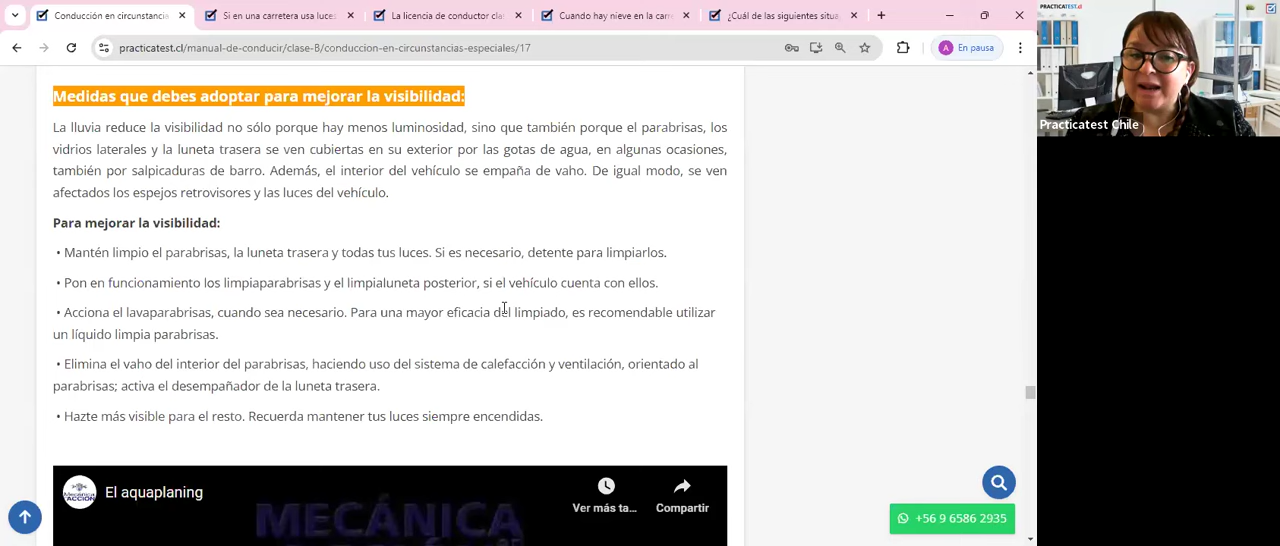 Conducción en circunstancia
Si en una carretera usa luces
La licencia de conductor cla
Cuando hay nieve en la carre
¿Cuál de las siguientes situa
practicatest.cl/manual-de-conducir/clase-B/conduccion-en-circunstancias-especiales/17
A En pausa
PRACTICATEST.cl
Practicatest Chile
Medidas que debes adoptar para mejorar la visibilidad:
La lluvia reduce la visibilidad no sólo porque hay menos luminosidad, sino que también porque el parabrisas, los
vidrios laterales y la luneta trasera se ven cubiertas en su exterior por las gotas de agua, en algunas ocasiones,
también por salpicaduras de barro. Además, el interior del vehículo se empaña de vaho. De igual modo, se ven
afectados los espejos retrovisores y las luces del vehículo.
Para mejorar la visibilidad:
• Mantén limpio el parabrisas, la luneta trasera y todas tus luces. Si es necesario, detente para limpiarlos.
• Pon en funcionamiento los limpiaparabrisas y el limpialuneta posterior, si el vehículo cuenta con ellos.
• Acciona el lavaparabrisas, cuando sea necesario. Para una mayor eficacia del limpiado, es recomendable utilizar
un líquido limpia parabrisas.
• Elimina el vaho del interior del parabrisas, haciendo uso del sistema de calefacción y ventilación, orientado al
parabrisas; activa el desempañador de la luneta trasera.
• Hazte más visible para el resto. Recuerda mantener tus luces siempre encendidas.
El aquaplaning
Ver más ta...
Compartir
MECÁNICA
+56 9 6586 2935